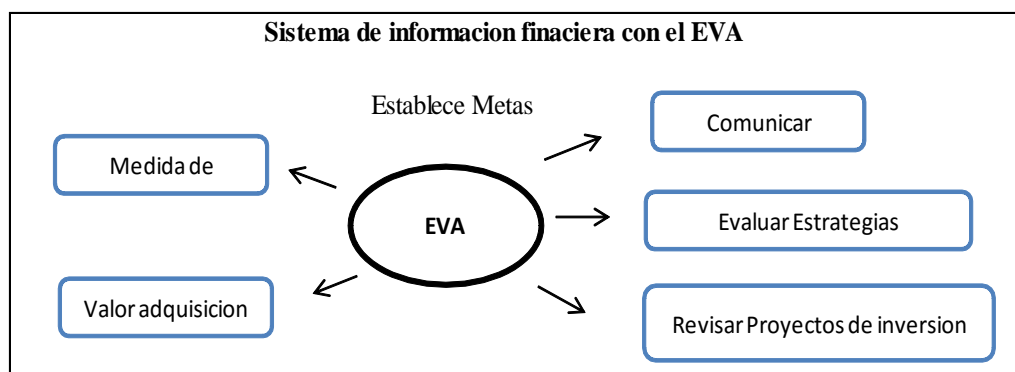 Sistema de informacion finaciera con el EVA
Establece Metas
Comunicar
Medida de
EVA
Evaluar Estrategias
Valor adquisicion
Revisar Proyectos de inversion